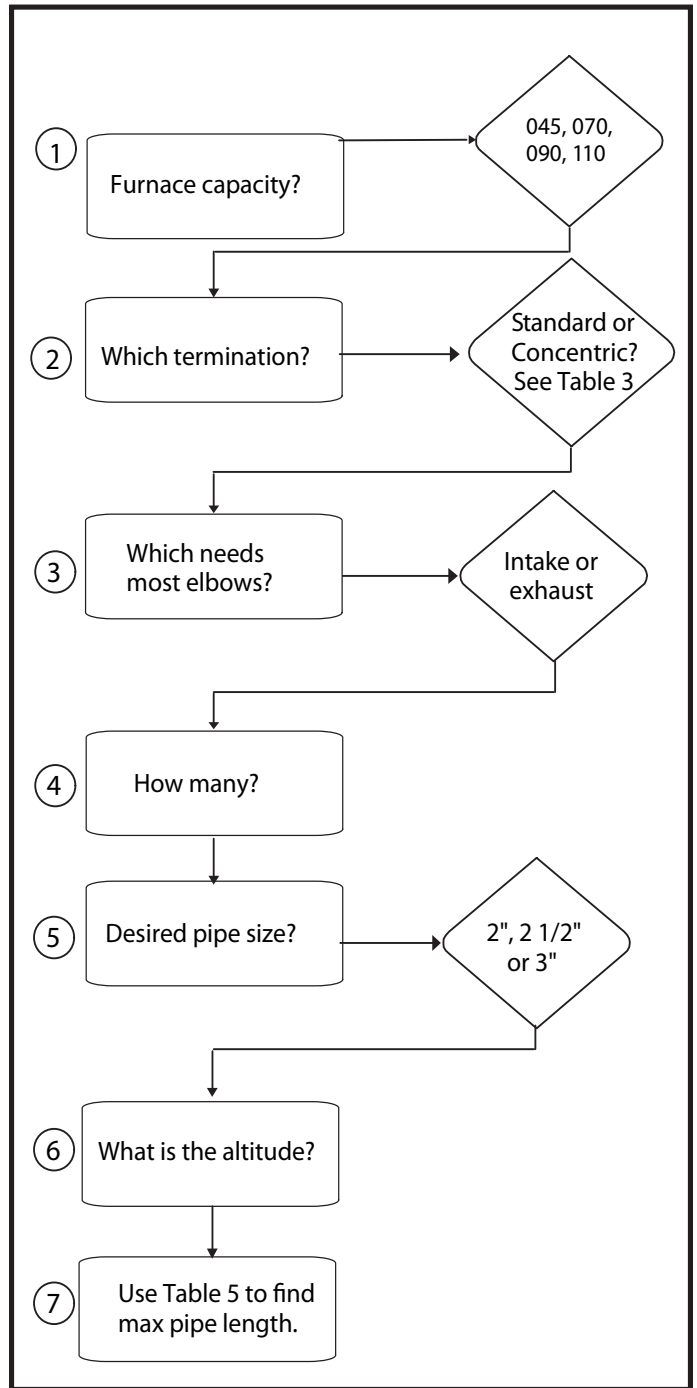 1
Furnace capacity?
045, 070,
090, 110
2
Which termination?
Standard or
Concentric?
See Table 3
3
Which needs
most elbows?
Intake or
exhaust
4
How many?
5
Desired pipe size?
2", 2 1/2"
or 3"
6
What is the altitude?
7
Use Table 5 to find
max pipe length.